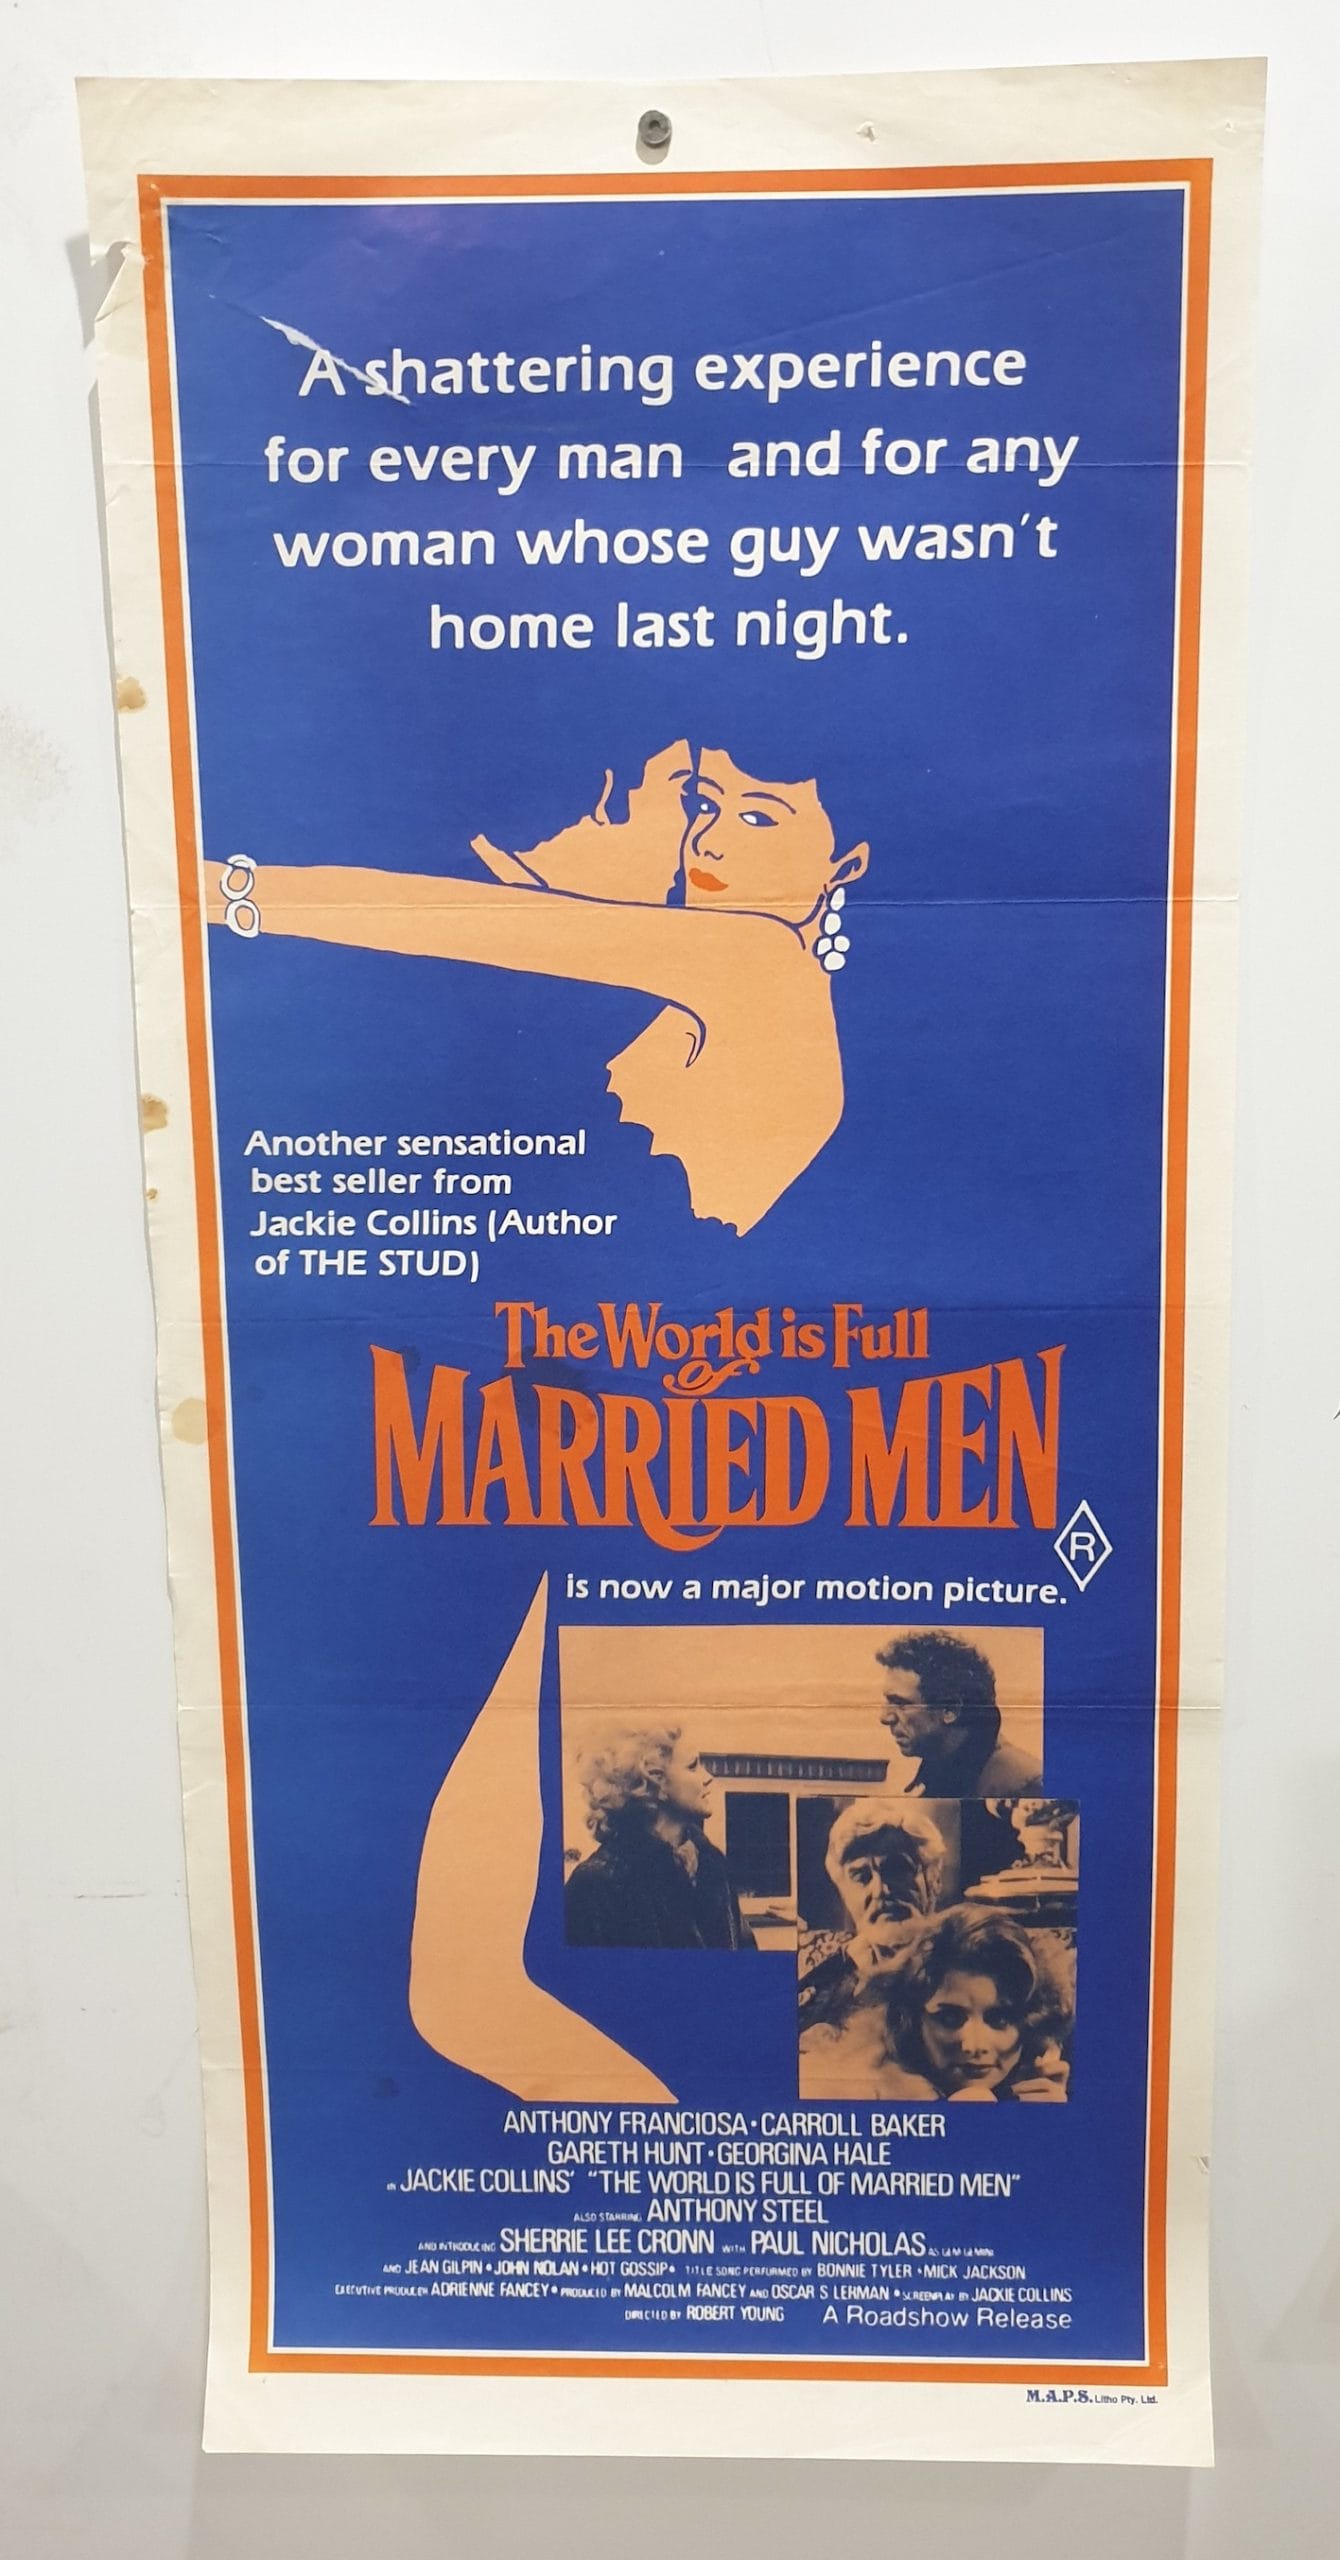 A shattering experience
for every man and for any
woman whose guy wasn't
home last night.
Another sensational
best seller from
Jackie Collins (Author
of THE STUD)
The World is Full
of
MARRIED MEN
R
is now a major motion picture.
ANTHONY FRANCIOSA • CARROLL BAKER
GARETH HUNT • GEORGINA HALE
IN JACKIE COLLINS' "THE WORLD IS FULL OF MARRIED MEN"
ALSO STARRING ANTHONY STEEL
AND INTRODUCING SHERRIE LEE CRONN WITH PAUL NICHOLAS AS
AND JEAN GILPIN • JOHN NOLAN • HOT GOSSIP • TITLE SONG PERFORMED BY BONNIE TYLER • MICK JACKSON
EXECUTIVE PRODUCER ADRIENNE FANCEY • PRODUCED BY MALCOLM FANCEY AND OSCAR S LERMAN • SCREENPLAY BY JACKIE COLLINS
DIRECTED BY ROBERT YOUNG A Roadshow Release
M.A.P.S. Litho Pty. Ltd.